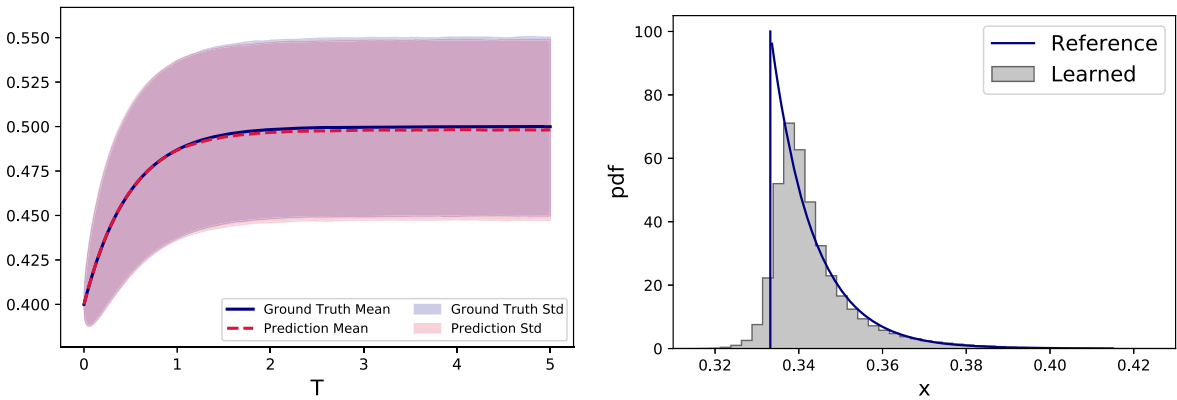 0.550
0.525
0.500
0.475
0.450
0.425
0.400
Ground Truth Mean
Prediction Mean
Ground Truth Std
Prediction Std
0 1 2 3 4 5
T
100
80
60
40
20
0
pdf
Reference
Learned
0.32 0.34 0.36 0.38 0.40 0.42
x